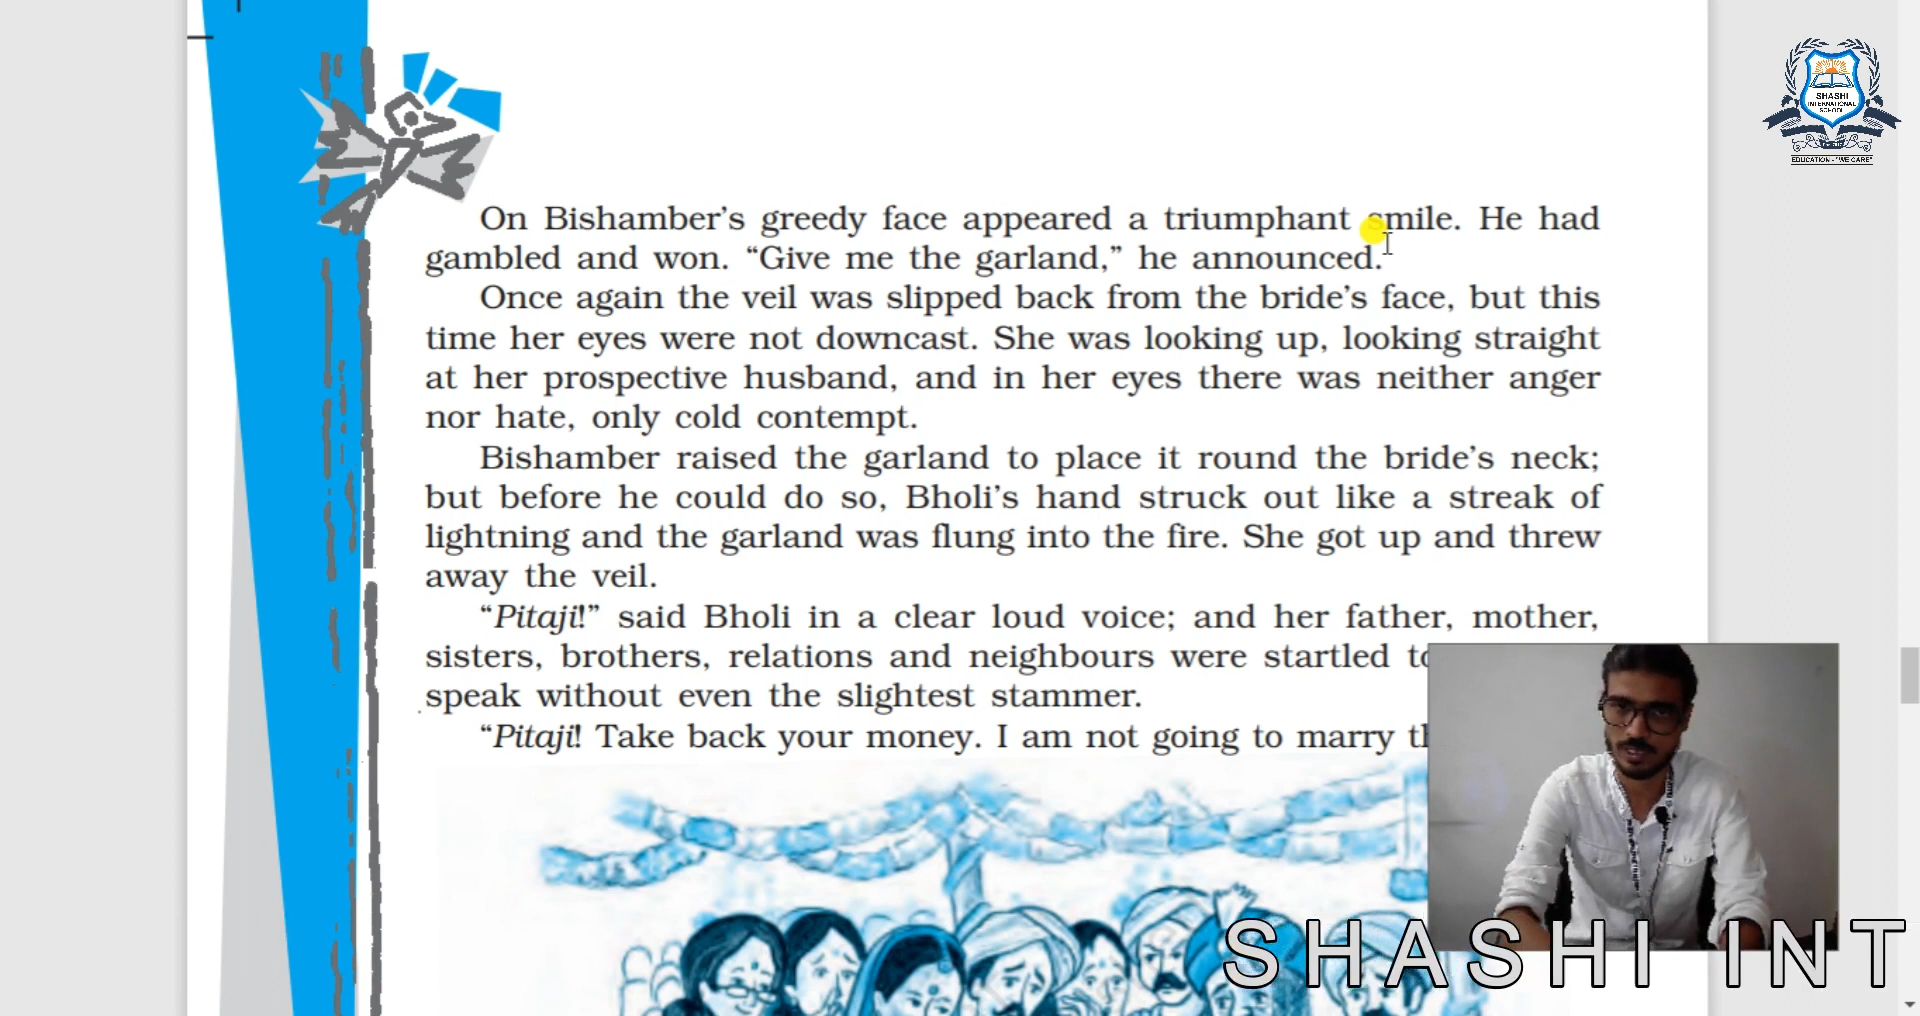 SHASHI
INTERNATIONAL
SCHOOL
EDUCATION - "WE CARE"
On Bishamber's greedy face appeared a triumphant smile. He had
gambled and won. “Give me the garland,” he announced.
Once again the veil was slipped back from the bride's face, but this
time her eyes were not downcast. She was looking up, looking straight
at her prospective husband, and in her eyes there was neither anger
nor hate, only cold contempt.
Bishamber raised the garland to place it round the bride's neck;
but before he could do so, Bholi's hand struck out like a streak of
lightning and the garland was flung into the fire. She got up and threw
away the veil.
“Pitaji!” said Bholi in a clear loud voice; and her father, mother,
sisters, brothers, relations and neighbours were startled to
speak without even the slightest stammer.
“Pitaji! Take back your money. I am not going to marry
SHASHI INT